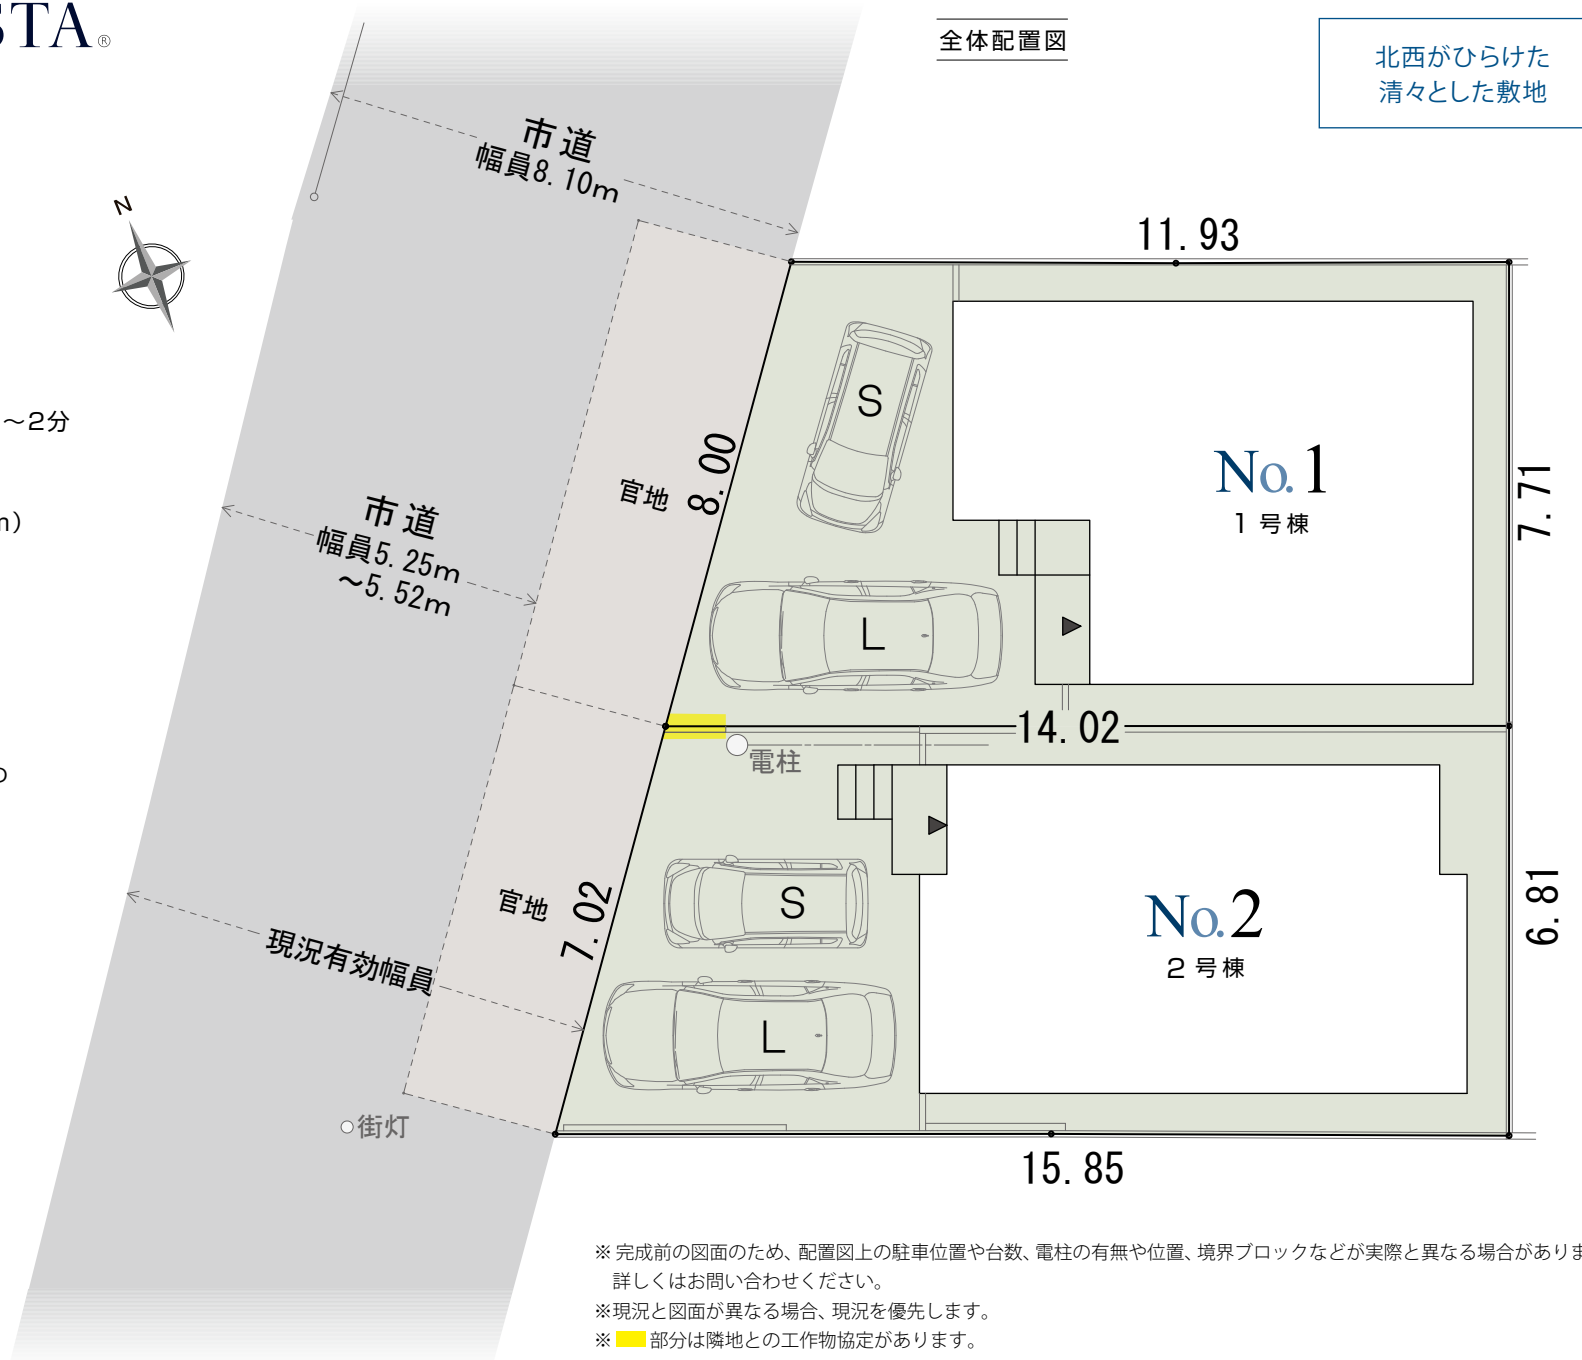 STA®
全体配置図
北西がひらけた
清々とした敷地
市道
幅員8.10m
N
11.93
～2分
S
8.00
官地
No.1
1号棟
7.71
m）
市道
幅員5.25m
～5.52m
L
14.02
電柱
の
S
官地
7.02
No.2
2号棟
6.81
現況有効幅員
L
街灯
15.85
※完成前の図面のため、配置図上の駐車位置や台数、電柱の有無や位置、境界ブロックなどが実際と異なる場合がありま
詳しくはお問い合わせください。
※現況と図面が異なる場合、現況を優先します。
※ 部分は隣地との工作物協定があります。